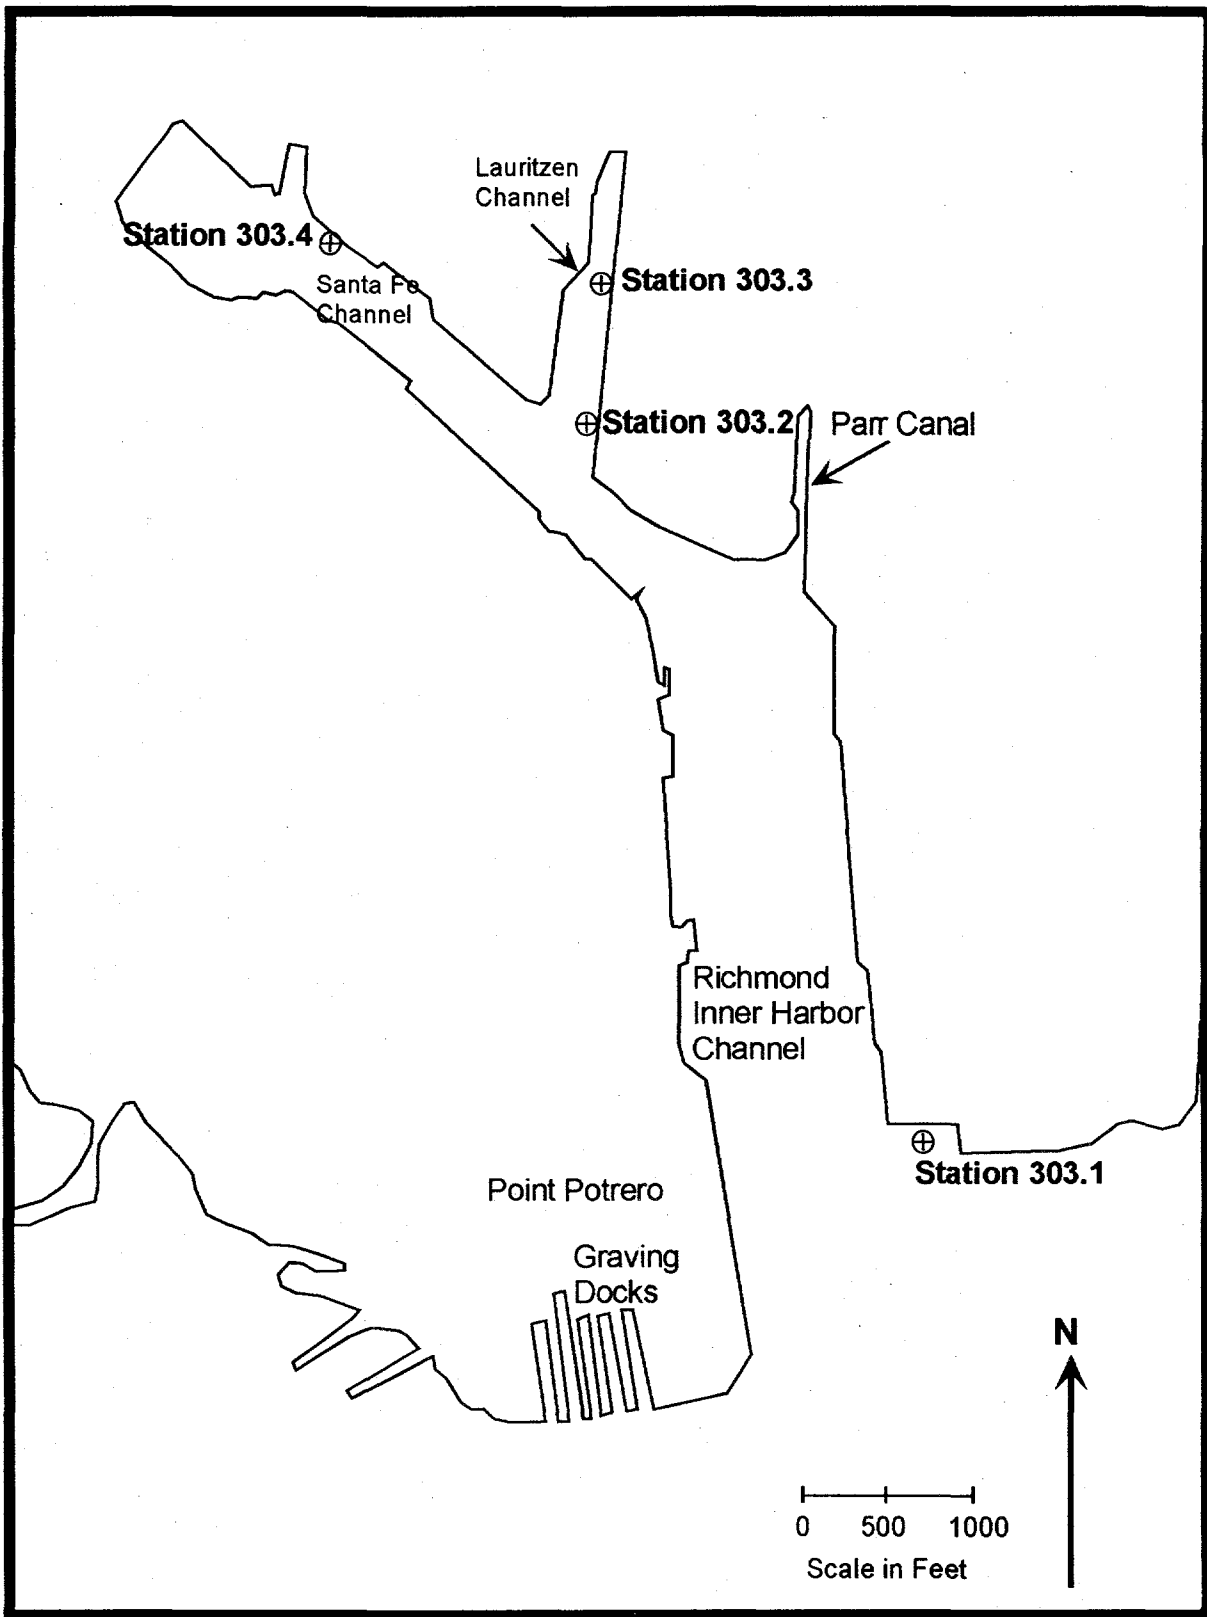 Lauritzen
Channel
Station 303.4
Santa Fe
Channel
Station 303.3
Station 303.2
Parr Canal
Richmond
Inner Harbor
Channel
Station 303.1
Point Potrero
Graving
Docks
N
0 500 1000
Scale in Feet